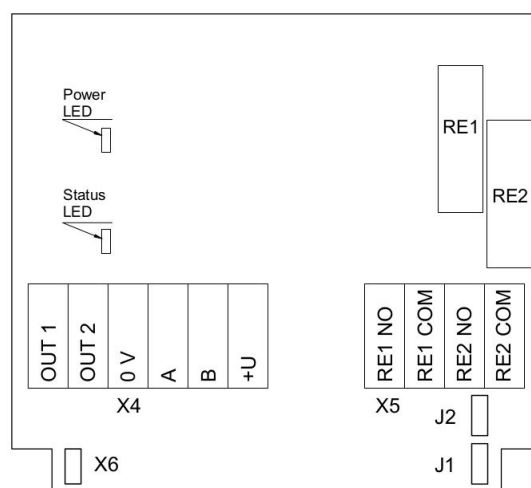 Power
LED
RE1
RE2
Status
LED
OUT 1
OUT 2
0 V
A
B
+U
RE1 NO
RE1 COM
RE2 NO
RE2 COM
X4
X5
J2
X6
J1